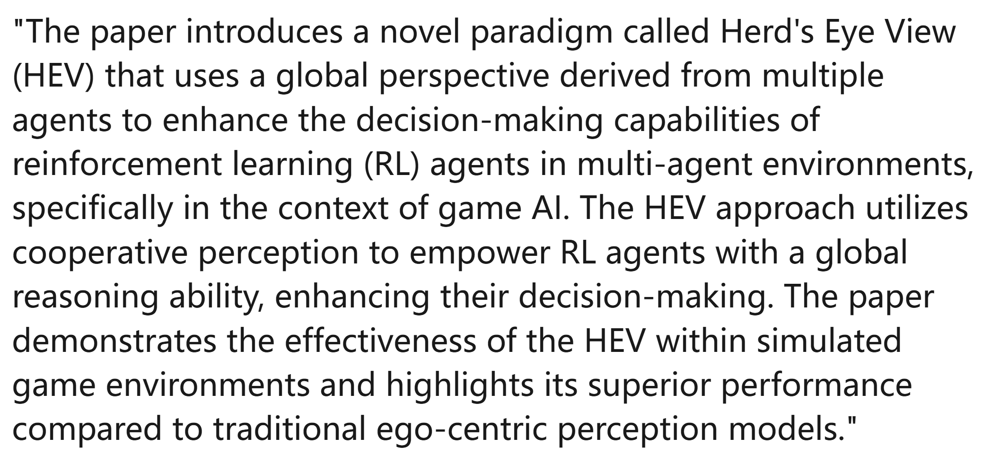 "The paper introduces a novel paradigm called Herd's Eye View
(HEV) that uses a global perspective derived from multiple
agents to enhance the decision-making capabilities of
reinforcement learning (RL) agents in multi-agent environments,
specifically in the context of game AI. The HEV approach utilizes
cooperative perception to empower RL agents with a global
reasoning ability, enhancing their decision-making. The paper
demonstrates the effectiveness of the HEV within simulated
game environments and highlights its superior performance
compared to traditional ego-centric perception models."